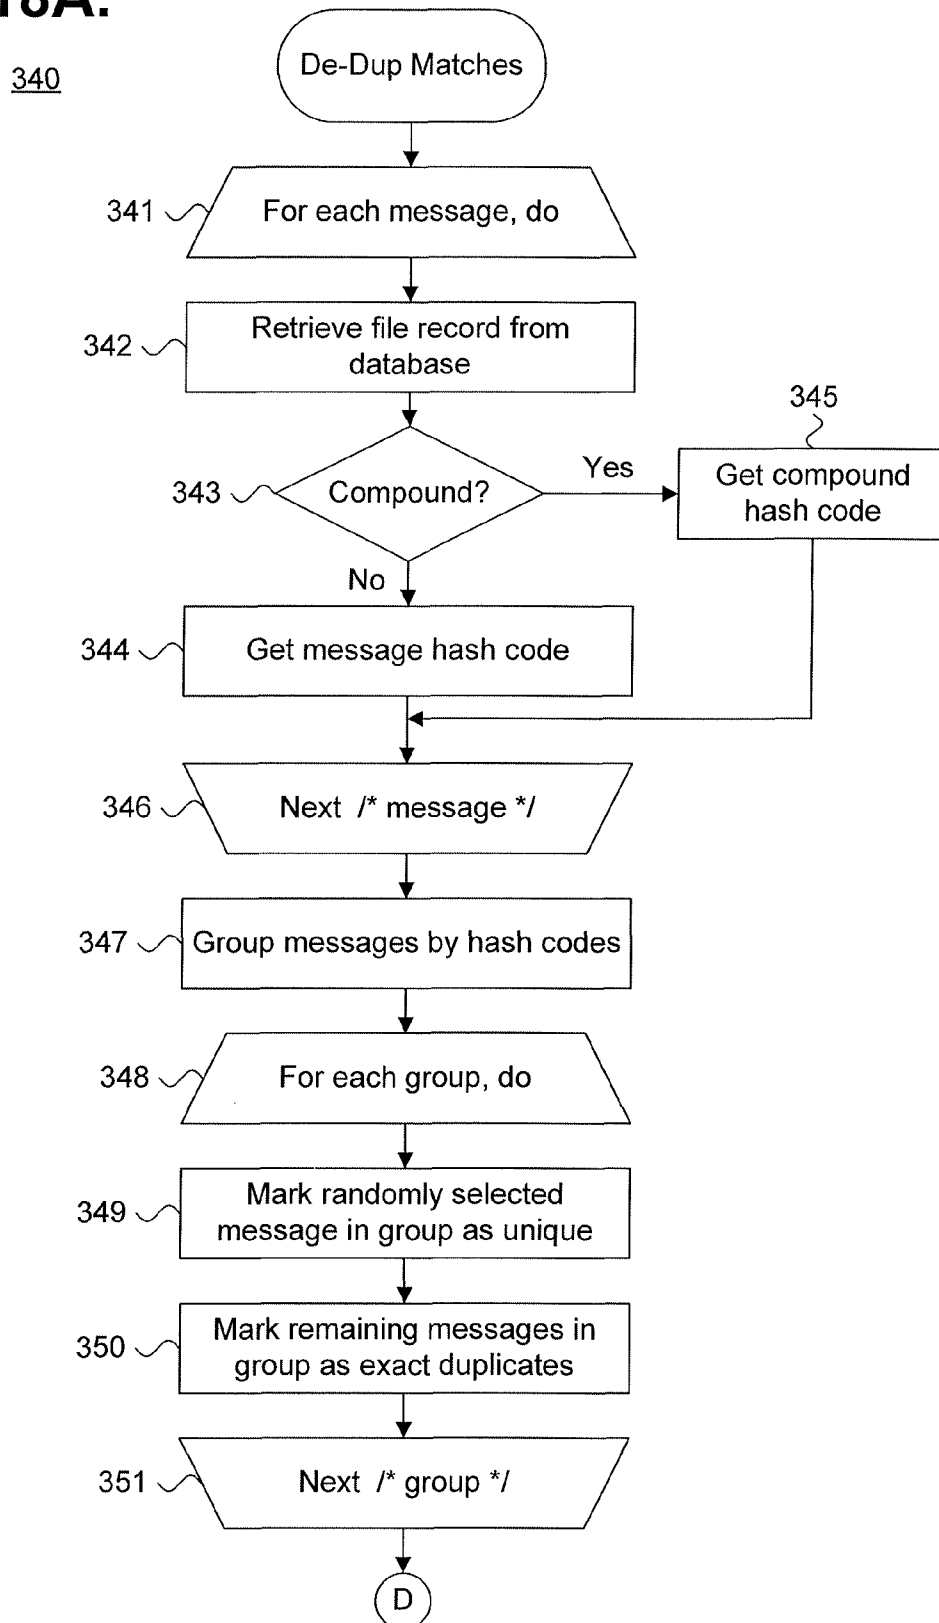 18A.
340
De-Dup Matches
341
For each message, do
342
Retrieve file record from
database
345
343
Compound?
Yes
Get compound
hash code
No
344
Get message hash code
346
Next /* message */
347
Group messages by hash codes
348
For each group, do
349
Mark randomly selected
message in group as unique
350
Mark remaining messages in
group as exact duplicates
351
Next /* group */
D